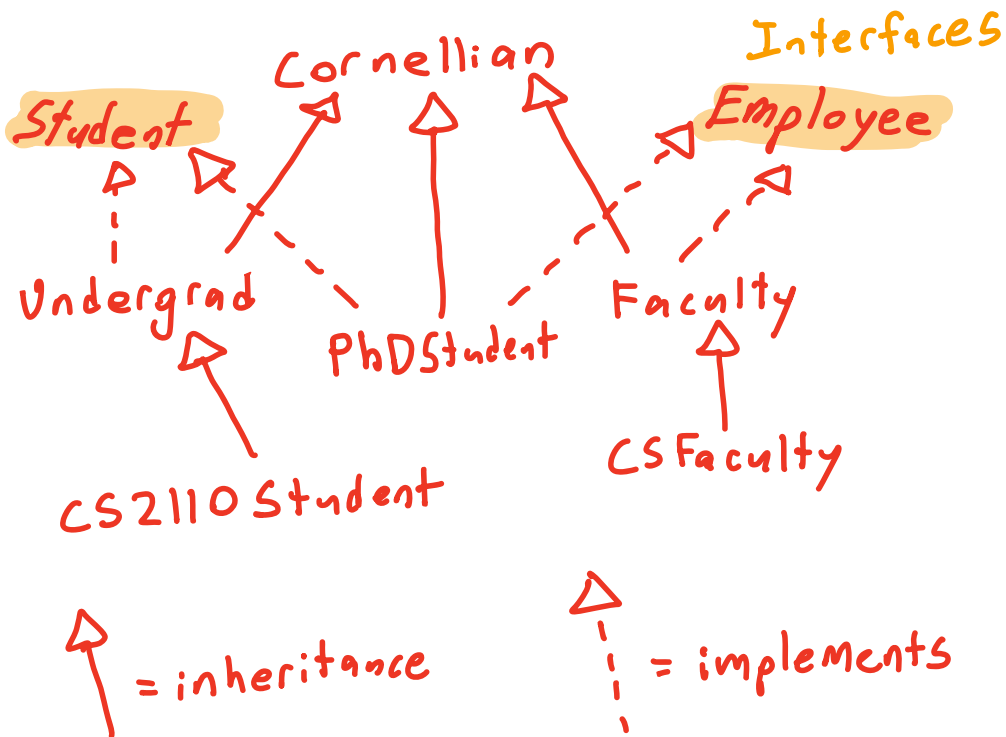 Interfaces
Cornellian
Student
Employee
Undergrad
PhDStudent
Faculty
CS2110Student
CSFaculty
= inheritance
= implements